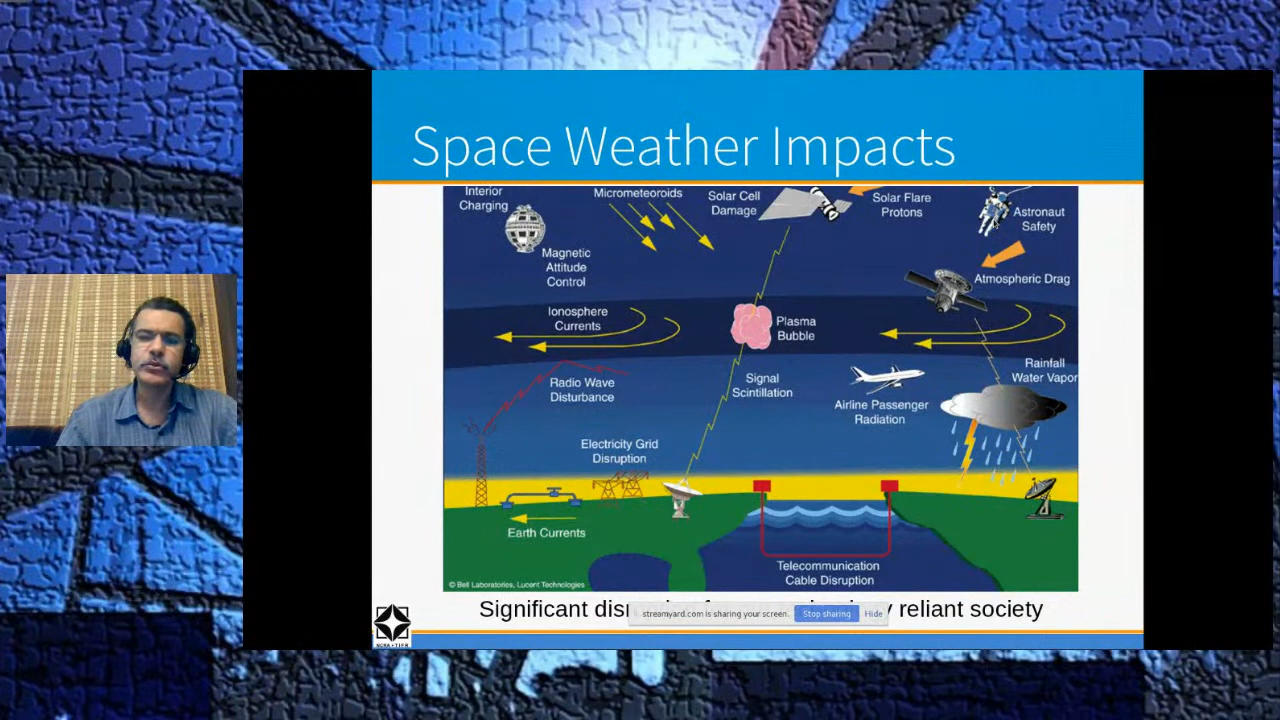 Space Weather Impacts
Interior
Charging
Micrometeoroids
Solar Cell
Damage
Solar Flare
Protons
Astronaut
Safety
Magnetic
Attitude
Control
Atmospheric Drag
Ionosphere
Currents
Plasma
Bubble
Rainfall
Water Vapor
Radio Wave
Disturbance
Signal
Scintillation
Airline Passenger
Radiation
Electricity Grid
Disruption
Earth Currents
Telecommunication
Cable Disruption
© Bell Laboratories, Lucent Technologies
Significant reliant society
streamyard.com is sharing your screen. Stop sharing Hide
NCRA • TIFR